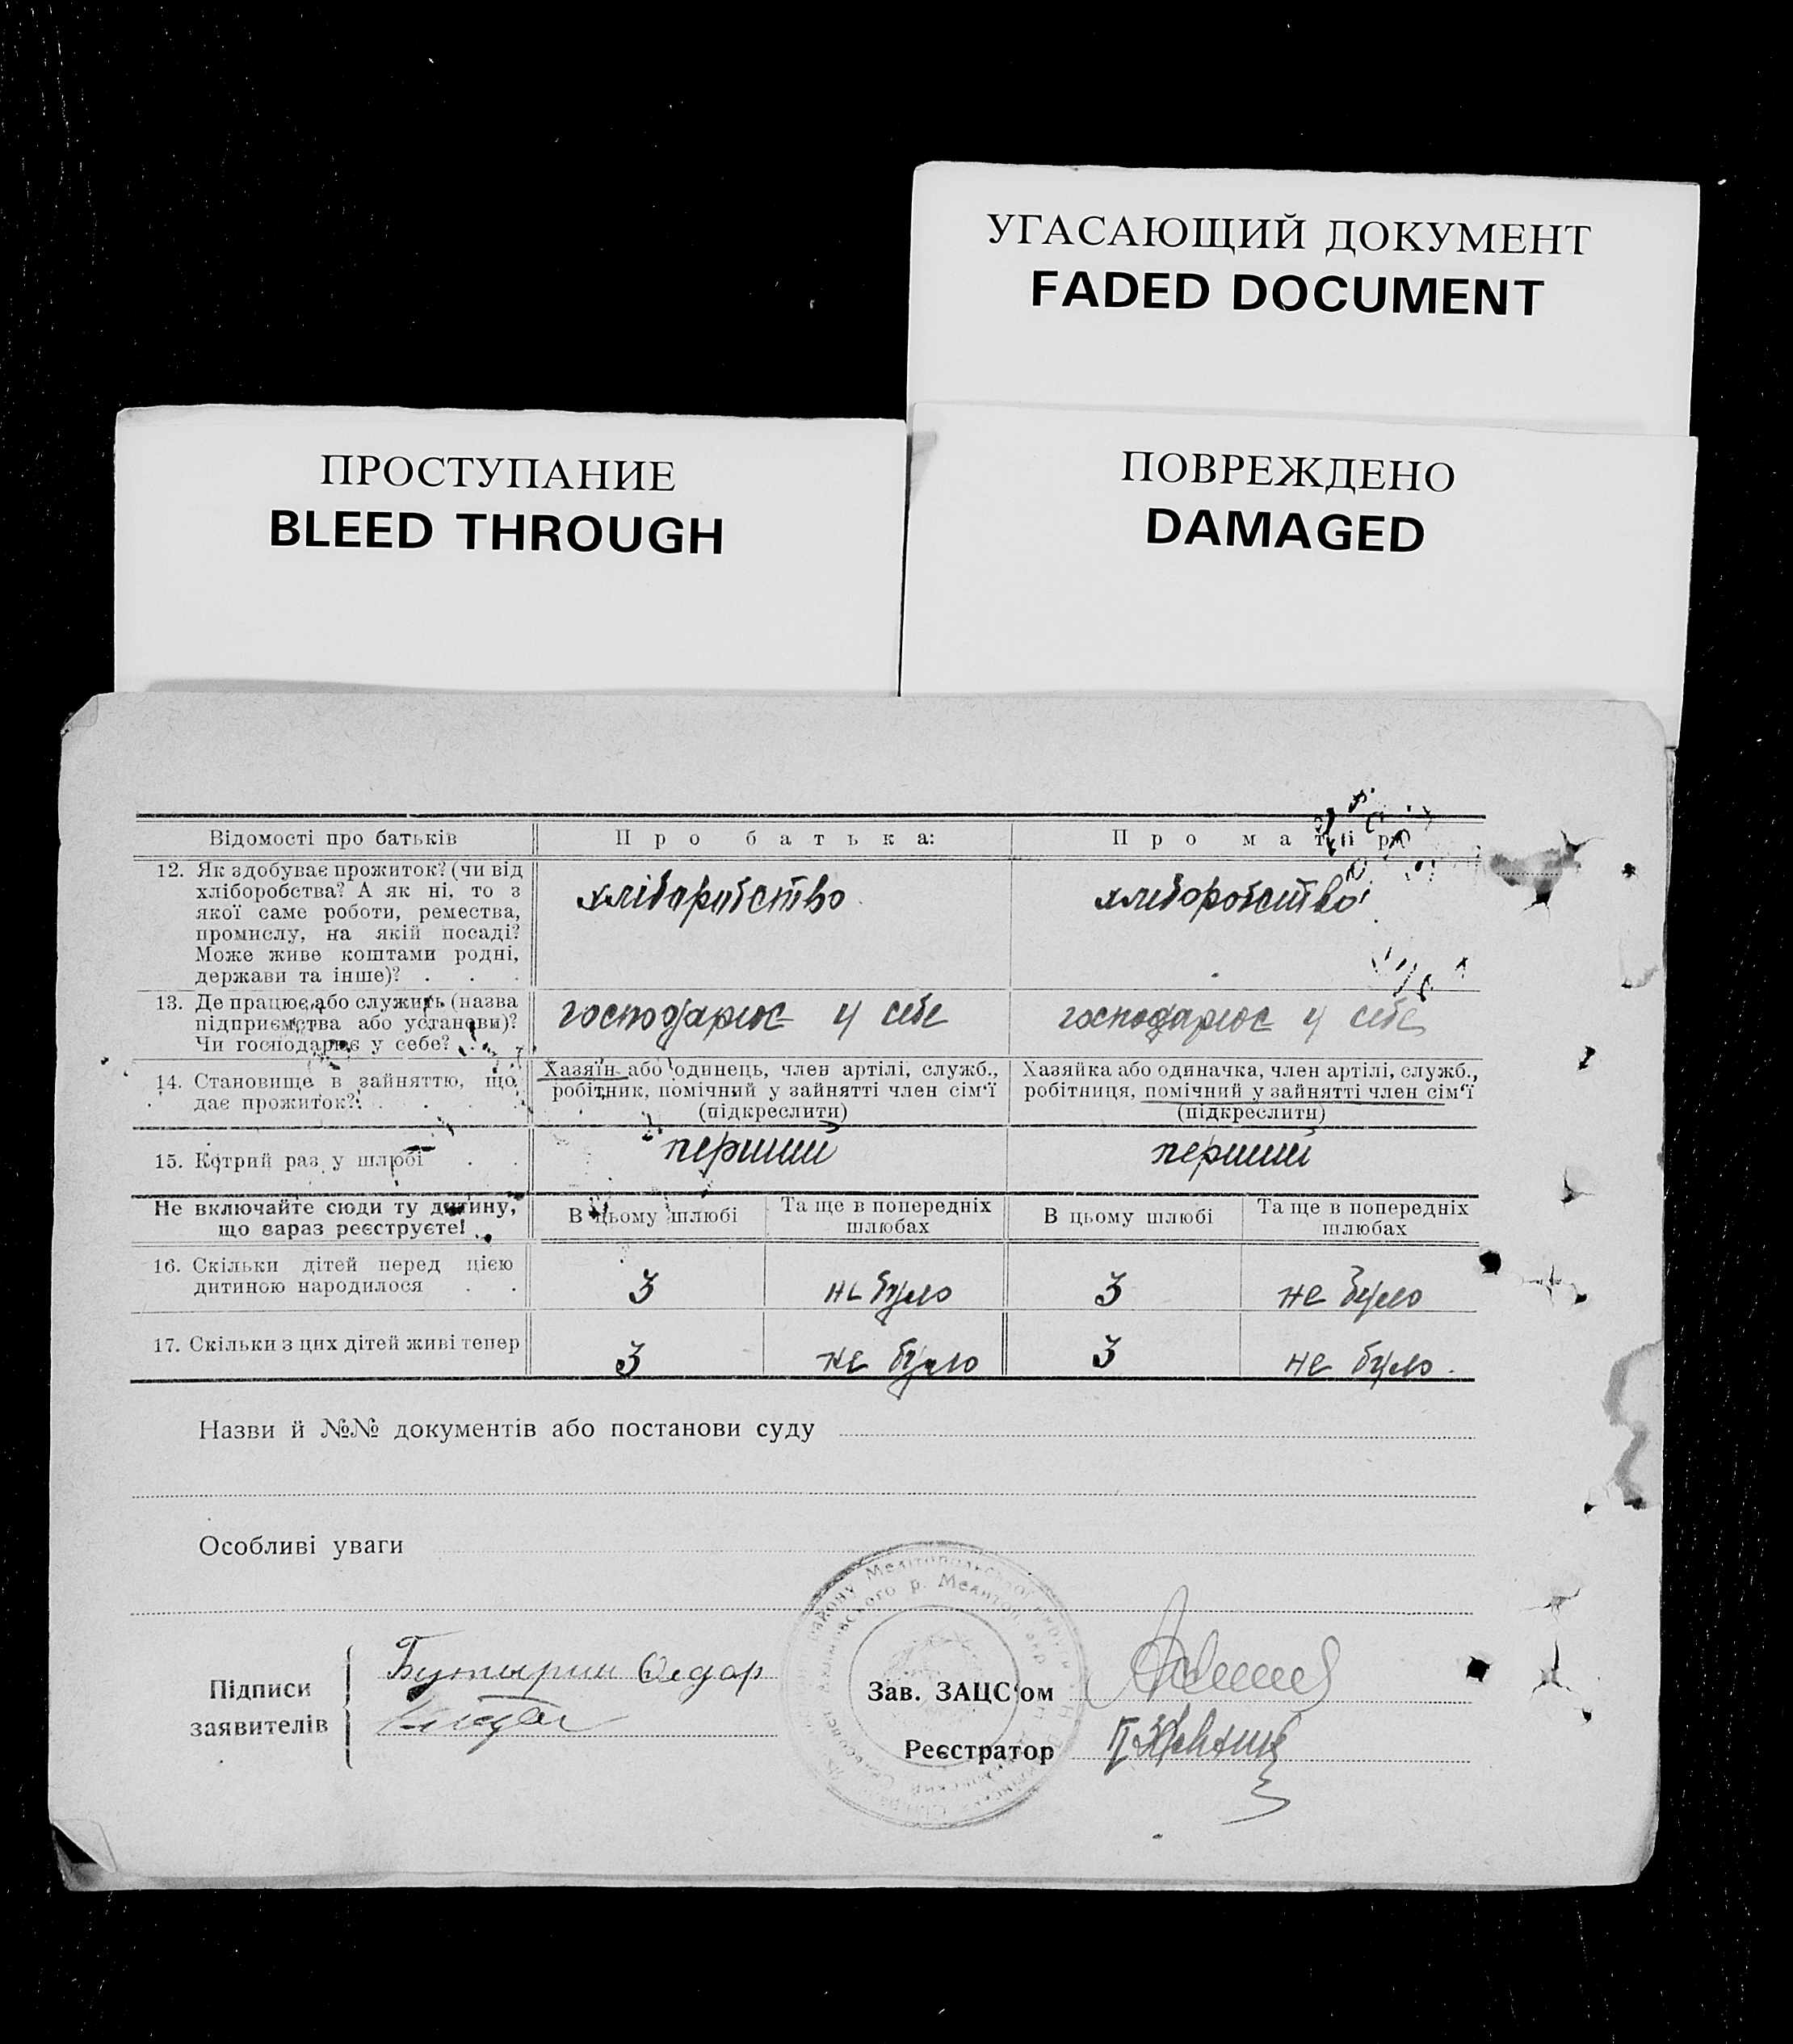 УГАСАЮЩИЙ ДОКУМЕНТ
FADED DOCUMENT
ПРОСТУПАНИЕ
BLEED THROUGH
ПОВРЕЖДЕНО
DAMAGED
Відомості про батьків
Про батька:
Про матір
12. Як здобуває прожиток? (чи від
хліборобства? А як ні, то з
якої саме роботи, ремества,
промислу, на якій посаді?
Може живе коштами родні,
держави та інше)? . . .
хліборобство
хліборобство
13. Де працює або служить (назва
підприємства або установи)?
Чи господарює у себе? . .
господарює у себе
господарює у себе
14. Становище в зайняттю, що
дає прожиток? . . . .
Хазяїн або одинець, член артілі, служб.,
робітник, помічний у зайнятті член сім'ї
(підкреслити)
Хазяйка або одиначка, член артілі, служб.,
робітниця, помічний у зайнятті член сім'ї
(підкреслити)
15. Котрий раз у шлюбі . .
перший
перший
Не включайте сюди ту дитину,
що зараз реєструєте!
В цьому шлюбі
Та ще в попередніх
шлюбах
В цьому шлюбі
Та ще в попередніх
шлюбах
16. Скільки дітей перед цією
дитиною народилося . .
3
не було
3
не було
17. Скільки з цих дітей живі тепер
3
не було
3
не було.
Назви й №№ документів або постанови суду
Особливі уваги
Підписи
заявителів
Зав. ЗАЦС'ом
Реєстратор